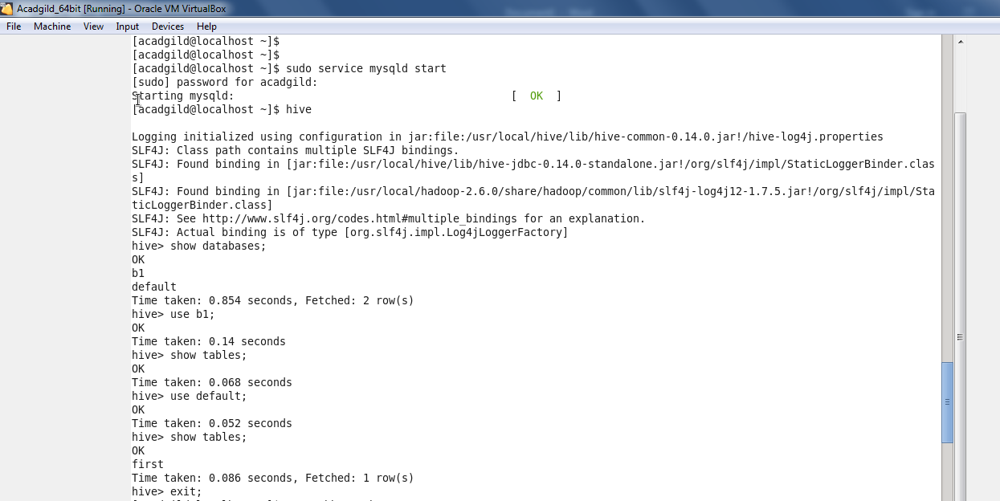 Acadgild_64bit [Running] - Oracle VM VirtualBox
File Machine View Input Devices Help
[acadgild@localhost ~]$
[acadgild@localhost ~]$
[acadgild@localhost ~]$ sudo service mysqld start
[sudo] password for acadgild:
Starting mysqld: [ OK ]
[acadgild@localhost ~]$ hive
Logging initialized using configuration in jar:file:/usr/local/hive/lib/hive-common-0.14.0.jar!/hive-log4j.properties
SLF4J: Class path contains multiple SLF4J bindings.
SLF4J: Found binding in [jar:file:/usr/local/hive/lib/hive-jdbc-0.14.0-standalone.jar!/org/slf4j/impl/StaticLoggerBinder.clas
s]
SLF4J: Found binding in [jar:file:/usr/local/hadoop-2.6.0/share/hadoop/common/lib/slf4j-log4j12-1.7.5.jar!/org/slf4j/impl/Sta
ticLoggerBinder.class]
SLF4J: See http://www.slf4j.org/codes.html#multiple_bindings for an explanation.
SLF4J: Actual binding is of type [org.slf4j.impl.Log4jLoggerFactory]
hive> show databases;
OK
b1
default
Time taken: 0.854 seconds, Fetched: 2 row(s)
hive> use b1;
OK
Time taken: 0.14 seconds
hive> show tables;
OK
Time taken: 0.068 seconds
hive> use default;
OK
Time taken: 0.052 seconds
hive> show tables;
OK
first
Time taken: 0.086 seconds, Fetched: 1 row(s)
hive> exit;